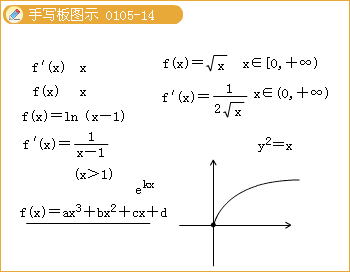 手写板图示 0105-14
f′(x) x
f(x) x
f(x)=ln (x-1)
f′(x)=1/(x-1)
(x>1)
e^{kx}
f(x)=ax³+bx²+cx+d
f(x)=√x x∈[0,+∞)
f′(x)=1/(2√x) x∈(0,+∞)
y²=x